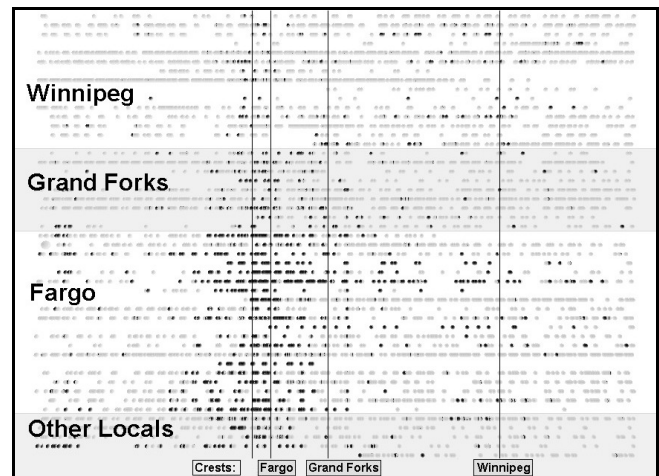 Winnipeg
Grand Forks
Fargo
Other Locals
Crests: Fargo Grand Forks Winnipeg